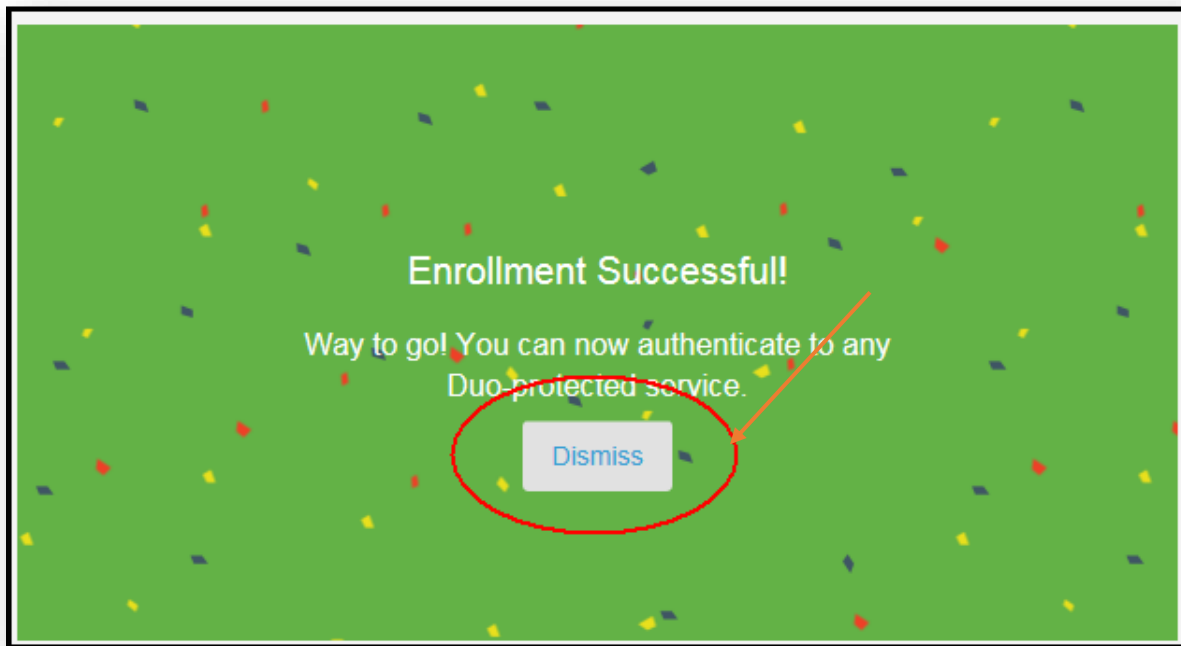 Enrollment Successful!
Way to go! You can now authenticate to any
Duo-protected service.
Dismiss